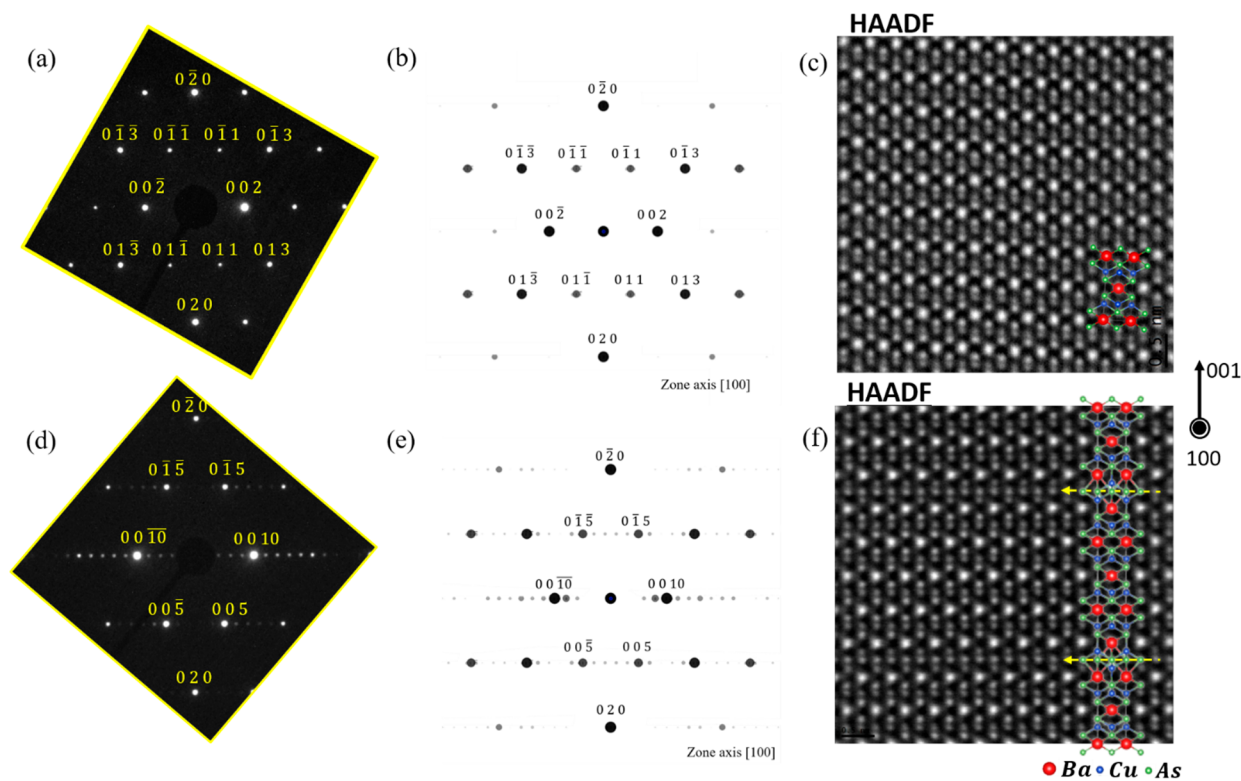 (a)
0 2̅ 0
0 1̅ 3̅ 0 1̅ 1̅ 0 1̅ 1 0 1̅ 3
0 0 2̅ 0 0 2
0 1 3̅ 0 1 1̅ 0 1 1 0 1 3
0 2 0
(b)
0 2̅ 0
0 1̅ 3̅ 0 1̅ 1̅ 0 1̅ 1 0 1̅ 3
0 0 2̅ 0 0 2
0 1 3̅ 0 1 1̅ 0 1 1 0 1 3
0 2 0
Zone axis [100]
HAADF
(c)
0.5 nm
(d)
0 2̅ 0
0 1̅ 5̅ 0 1̅ 5
0 0 1̅0̅ 0 0 10
0 0 5̅ 0 0 5
0 2 0
(e)
0 2̅ 0
0 1̅ 5̅ 0 1̅ 5
0 0 1̅0̅ 0 0 10
0 0 5̅ 0 0 5
0 2 0
Zone axis [100]
HAADF
(f)
001
100
Ba Cu As